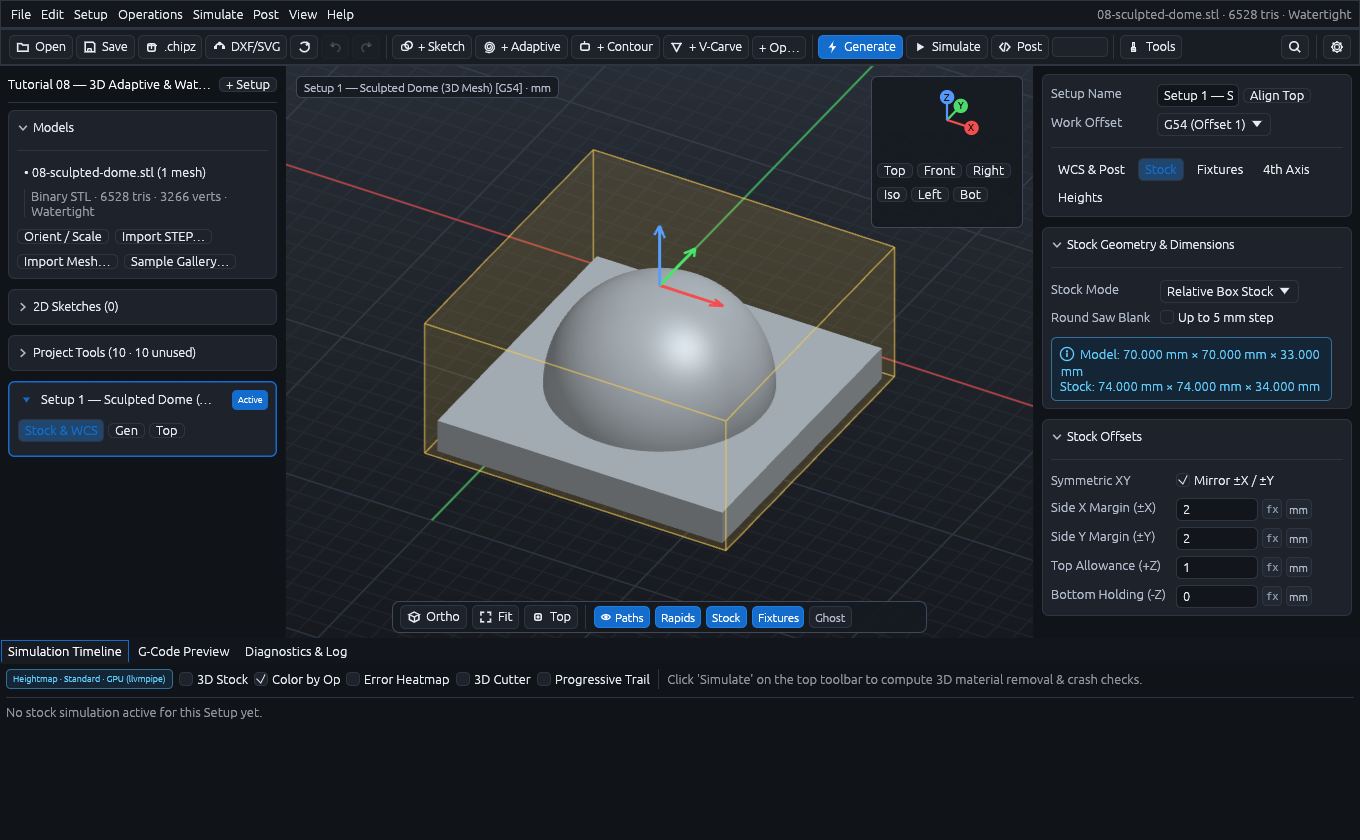 File Edit Setup Operations Simulate Post View Help
08-sculpted-dome.stl · 6528 tris · Watertight
Open Save .chipz DXF/SVG + Sketch + Adaptive + Contour + V-Carve + Op… Generate Simulate Post Tools
Tutorial 08 — 3D Adaptive & Wat… + Setup
Models
• 08-sculpted-dome.stl (1 mesh)
Binary STL · 6528 tris · 3266 verts ·
Watertight
Orient / Scale Import STEP…
Import Mesh… Sample Gallery…
2D Sketches (0)
Project Tools (10 · 10 unused)
Setup 1 — Sculpted Dome (… Active
Stock & WCS Gen Top
Setup 1 — Sculpted Dome (3D Mesh) [G54] · mm
Z
Y
X
Top Front Right
Iso Left Bot
Ortho Fit Top Paths Rapids Stock Fixtures Ghost
Setup Name Setup 1 — S Align Top
Work Offset G54 (Offset 1)
WCS & Post Stock Fixtures 4th Axis
Heights
Stock Geometry & Dimensions
Stock Mode Relative Box Stock
Round Saw Blank Up to 5 mm step
Model: 70.000 mm × 70.000 mm × 33.000
mm
Stock: 74.000 mm × 74.000 mm × 34.000 mm
Stock Offsets
Symmetric XY Mirror ±X / ±Y
Side X Margin (±X) 2 fx mm
Side Y Margin (±Y) 2 fx mm
Top Allowance (+Z) 1 fx mm
Bottom Holding (-Z) 0 fx mm
Simulation Timeline G-Code Preview Diagnostics & Log
Heightmap · Standard · GPU (llvmpipe) 3D Stock Color by Op Error Heatmap 3D Cutter Progressive Trail Click 'Simulate' on the top toolbar to compute 3D material removal & crash checks.
No stock simulation active for this Setup yet.